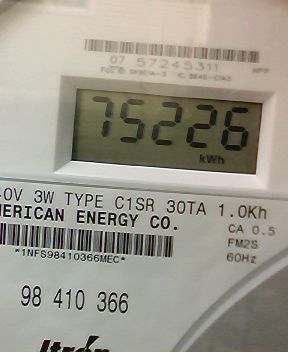 07 57245311
75226
kWh
0V 3W TYPE C1SR 30TA 1.0Kh
MERICAN ENERGY CO.
CA 0.5
FM2S
*1NFS98410366MEC*
60Hz
98 410 366
Itrón